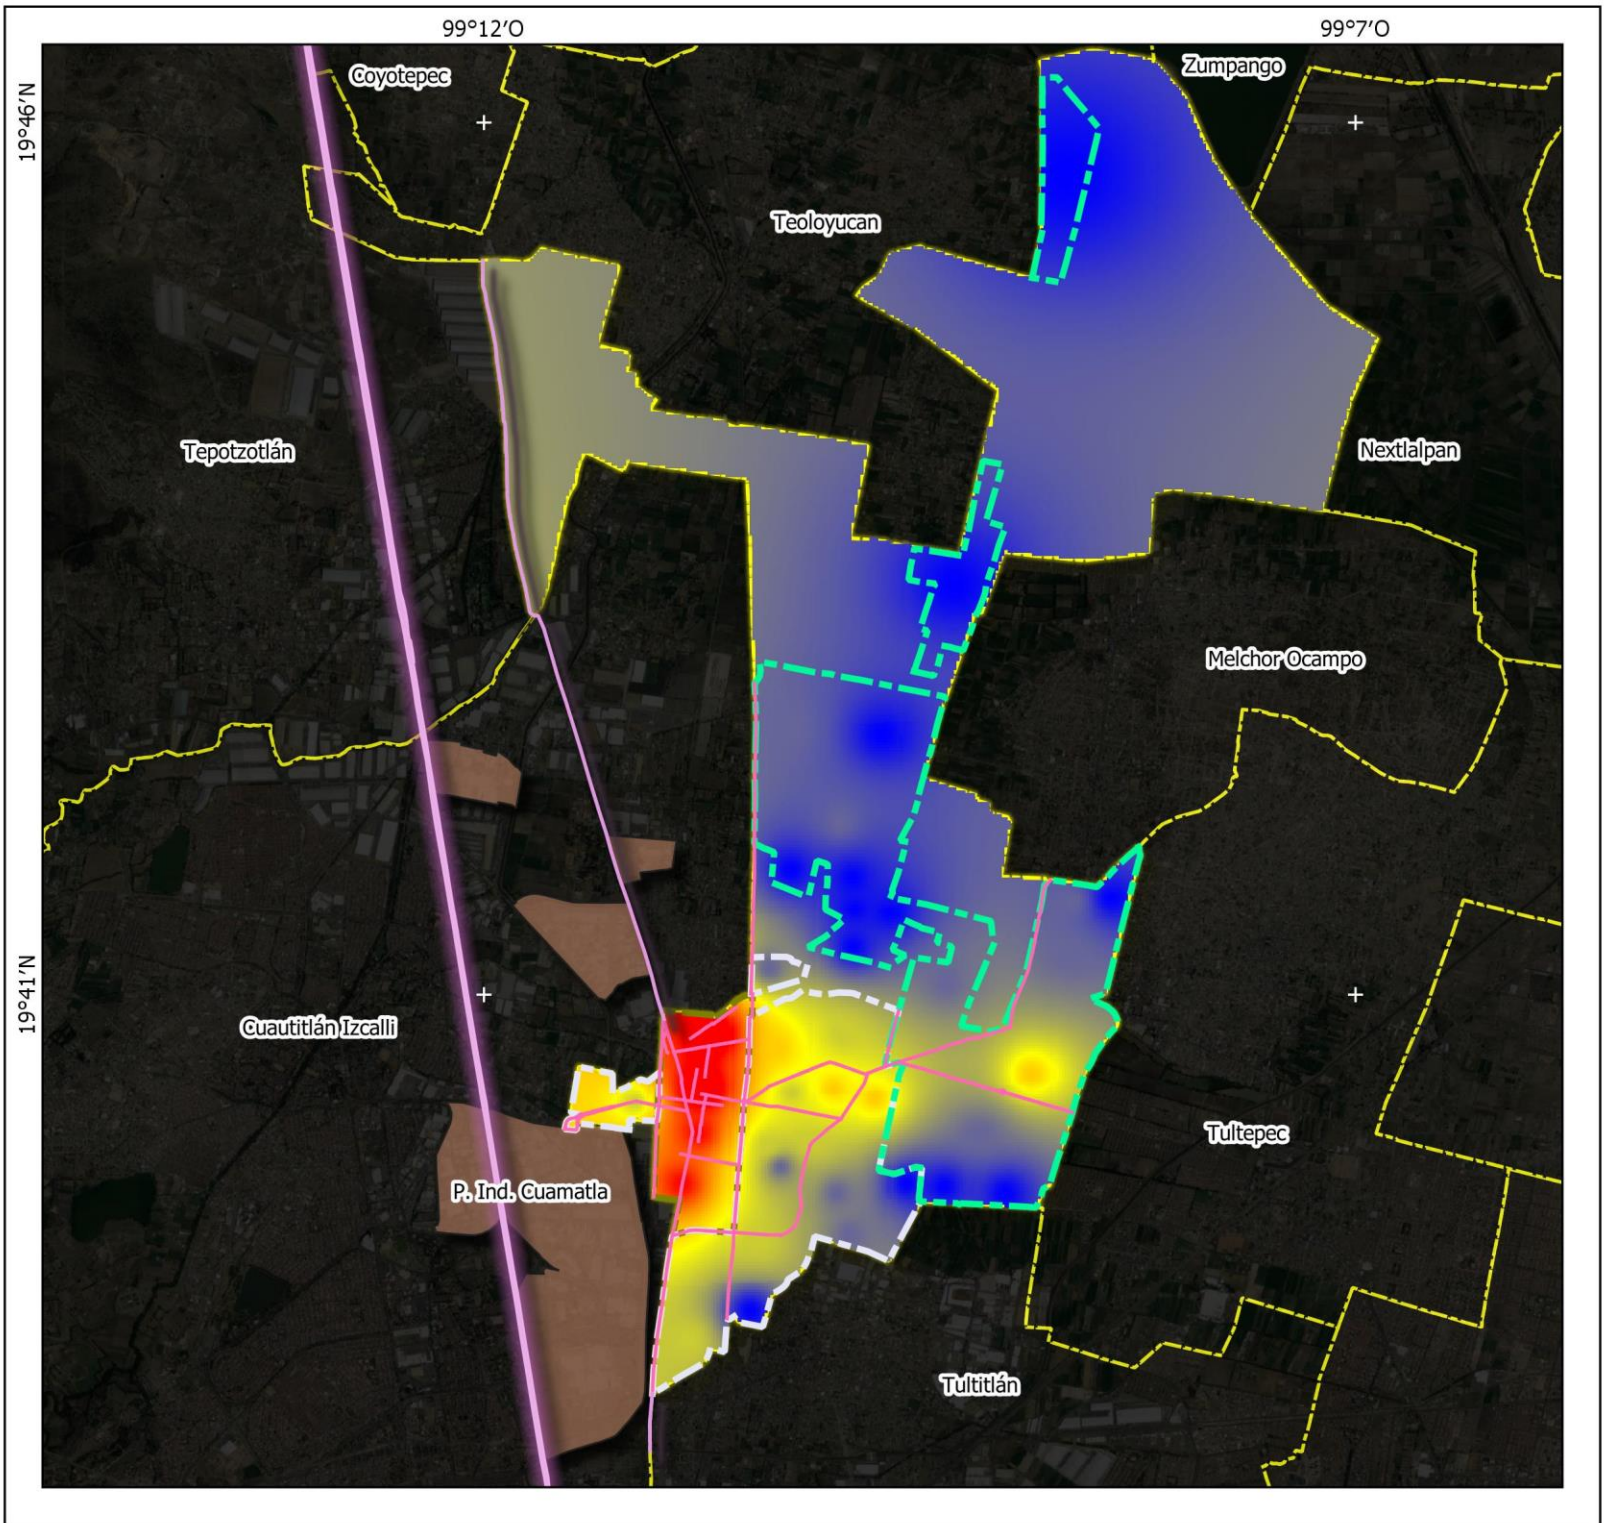 99°12’O
99°7’O
19°46’N
Coyotepec
Zumpango
Teoloyucan
Tepotzotlán
Nextlalpan
Melchor Ocampo
19°41’N
Cuautitlán Izcalli
Tultepec
P. Ind. Cuamatla
Tultitlán